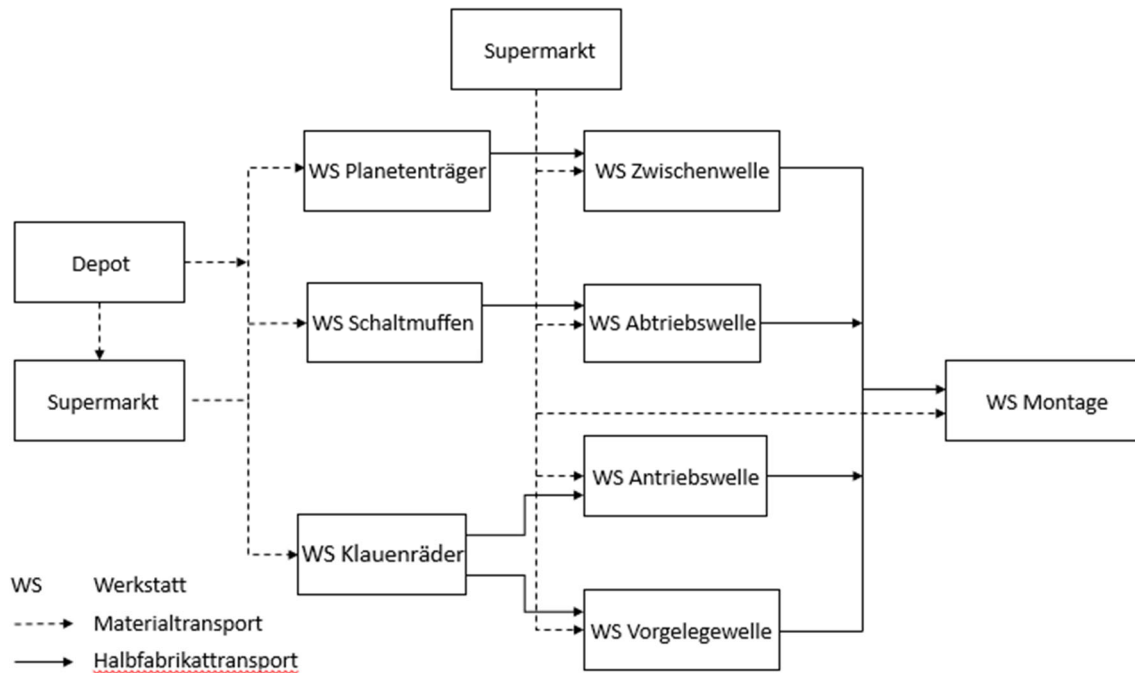 Supermarkt
WS Planetenträger
WS Zwischenwelle
Depot
WS Schaltmuffen
WS Abtriebswelle
Supermarkt
WS Montage
WS Antriebswelle
WS Klauenräder
WS Vorgelegewelle
WS Werkstatt
Materialtransport
Halbfabrikattransport